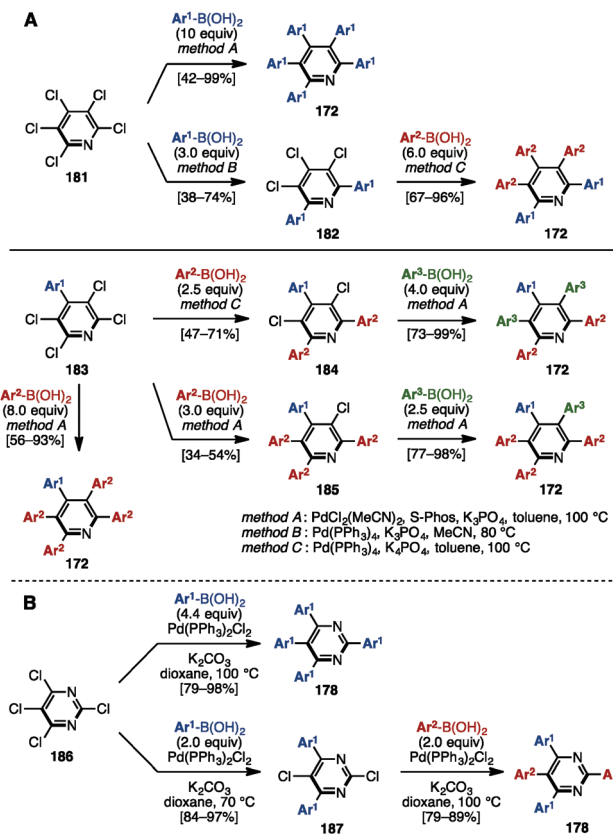 A
Ar1-B(OH)2
(10 equiv)
method A
[42–99%]
Ar1
Ar1
Ar1
Ar1
Ar1
N
172
Cl
Cl
Cl
Cl
Cl
N
181
Ar1-B(OH)2
(3.0 equiv)
method B
[38–74%]
Cl
Cl
Cl
Ar1
Ar1
N
182
Ar2-B(OH)2
(6.0 equiv)
method C
[67–96%]
Ar2
Ar2
Ar2
Ar1
Ar1
N
172
Ar1
Cl
Cl
Cl
Cl
N
183
Ar2-B(OH)2
(2.5 equiv)
method C
[47–71%]
Ar1
Cl
Cl
Ar2
Ar2
N
184
Ar3-B(OH)2
(4.0 equiv)
method A
[73–99%]
Ar1
Ar3
Ar3
Ar2
Ar2
N
172
Ar2-B(OH)2
(8.0 equiv)
method A
[56–93%]
Ar2-B(OH)2
(3.0 equiv)
method A
[34–54%]
Ar1
Cl
Ar2
Ar2
Ar2
N
185
Ar3-B(OH)2
(2.5 equiv)
method A
[77–98%]
Ar1
Ar3
Ar2
Ar2
Ar2
N
172
Ar1
Ar2
Ar2
Ar2
Ar2
N
172
method A : PdCl2(MeCN)2, S-Phos, K3PO4, toluene, 100 °C
method B : Pd(PPh3)4, K3PO4, MeCN, 80 °C
method C : Pd(PPh3)4, K4PO4, toluene, 100 °C
B
Ar1-B(OH)2
(4.4 equiv)
Pd(PPh3)2Cl2
K2CO3
dioxane, 100 °C
[79–98%]
Ar1
N
Ar1
Ar1
N
Ar1
178
Cl
N
Cl
Cl
N
Cl
186
Ar1-B(OH)2
(2.0 equiv)
Pd(PPh3)2Cl2
K2CO3
dioxane, 70 °C
[84–97%]
Ar1
N
Cl
Cl
N
Ar1
187
Ar2-B(OH)2
(2.0 equiv)
Pd(PPh3)2Cl2
K2CO3
dioxane, 100 °C
[79–89%]
Ar1
N
Ar2
N
Ar1
178